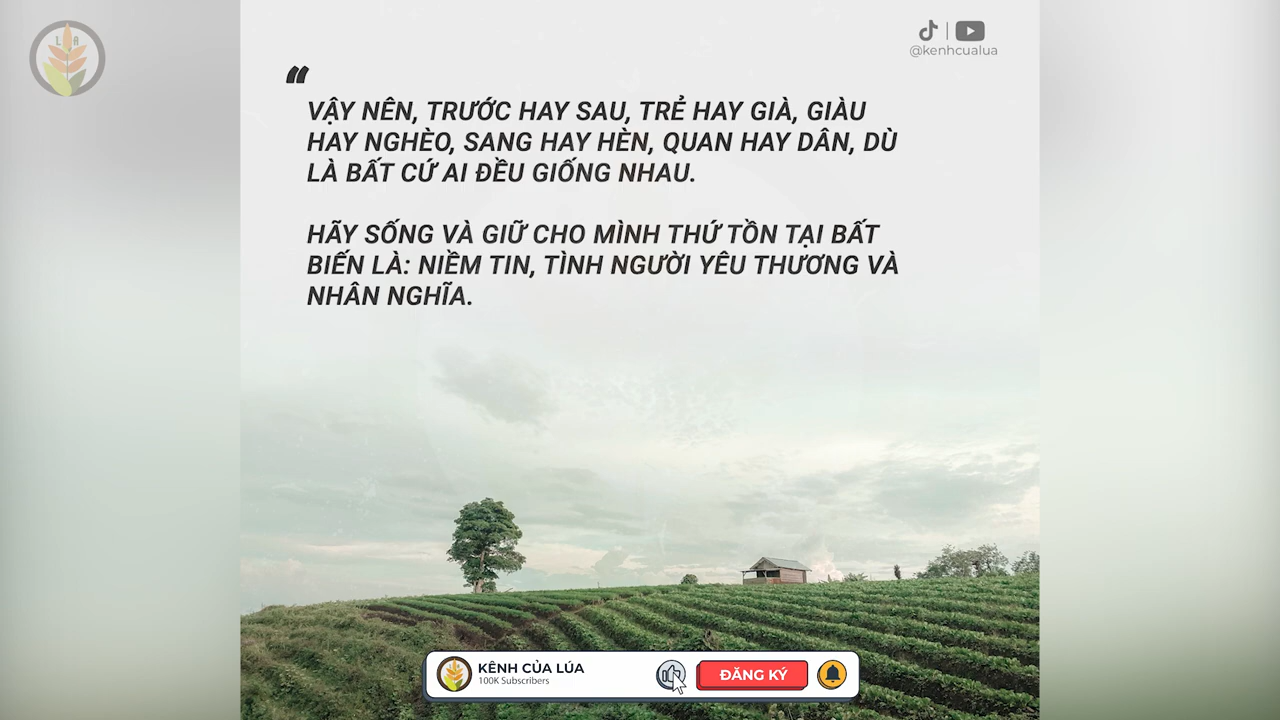 L A
@kenhcualua
“
VẬY NÊN, TRƯỚC HAY SAU, TRẺ HAY GIÀ, GIÀU
HAY NGHÈO, SANG HAY HÈN, QUAN HAY DÂN, DÙ
LÀ BẤT CỨ AI ĐỀU GIỐNG NHAU.
HÃY SỐNG VÀ GIỮ CHO MÌNH THỨ TỒN TẠI BẤT
BIẾN LÀ: NIỀM TIN, TÌNH NGƯỜI YÊU THƯƠNG VÀ
NHÂN NGHĨA.
KÊNH CỦA LÚA
100K Subscribers
ĐĂNG KÝ